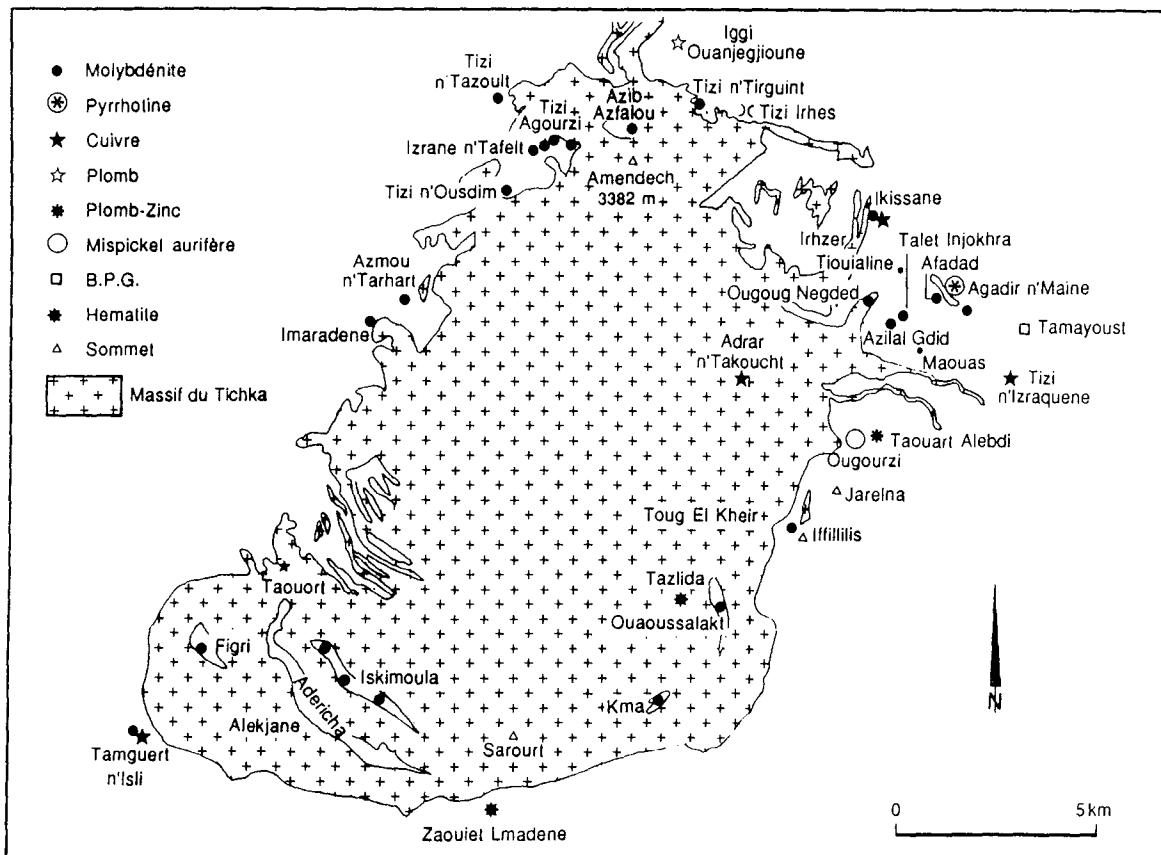 Molybdénite
Pyrrhotine
Cuivre
Plomb
Plomb-Zinc
Mispickel aurifère
B.P.G.
Hematite
Sommet
Massif du Tichka
Iggi
Ouanjegjioune
Tizi
n'Tazoult
Tizi n'Tirguint
Azib
Azfalou
Tizi Irhes
Tizi
Agourzi
Izrane n'Tafelt
Amendech
3382 m
Tizi n'Ousdim
Ikissane
Irhzer
Talet Injokhra
Tiouialine
Afadad
Azmou
n'Tarhart
Agadir n'Maine
Ougoug Negded
Imaradene
Azilal Gdid
Tamayoust
Adrar
n'Takoucht
Maouas
Tizi
n'Izraquene
Taouart Alebdi
Ougourzi
Jarelna
Toug El Kheir
Iffillilis
Taouort
Tazlida
Ouaoussalakt
Figri
Iskimoula
Adericha
Kma
Alekjane
Sarourt
Tamguert
n'Isli
Zaouiet Lmadene
N
0 5 km